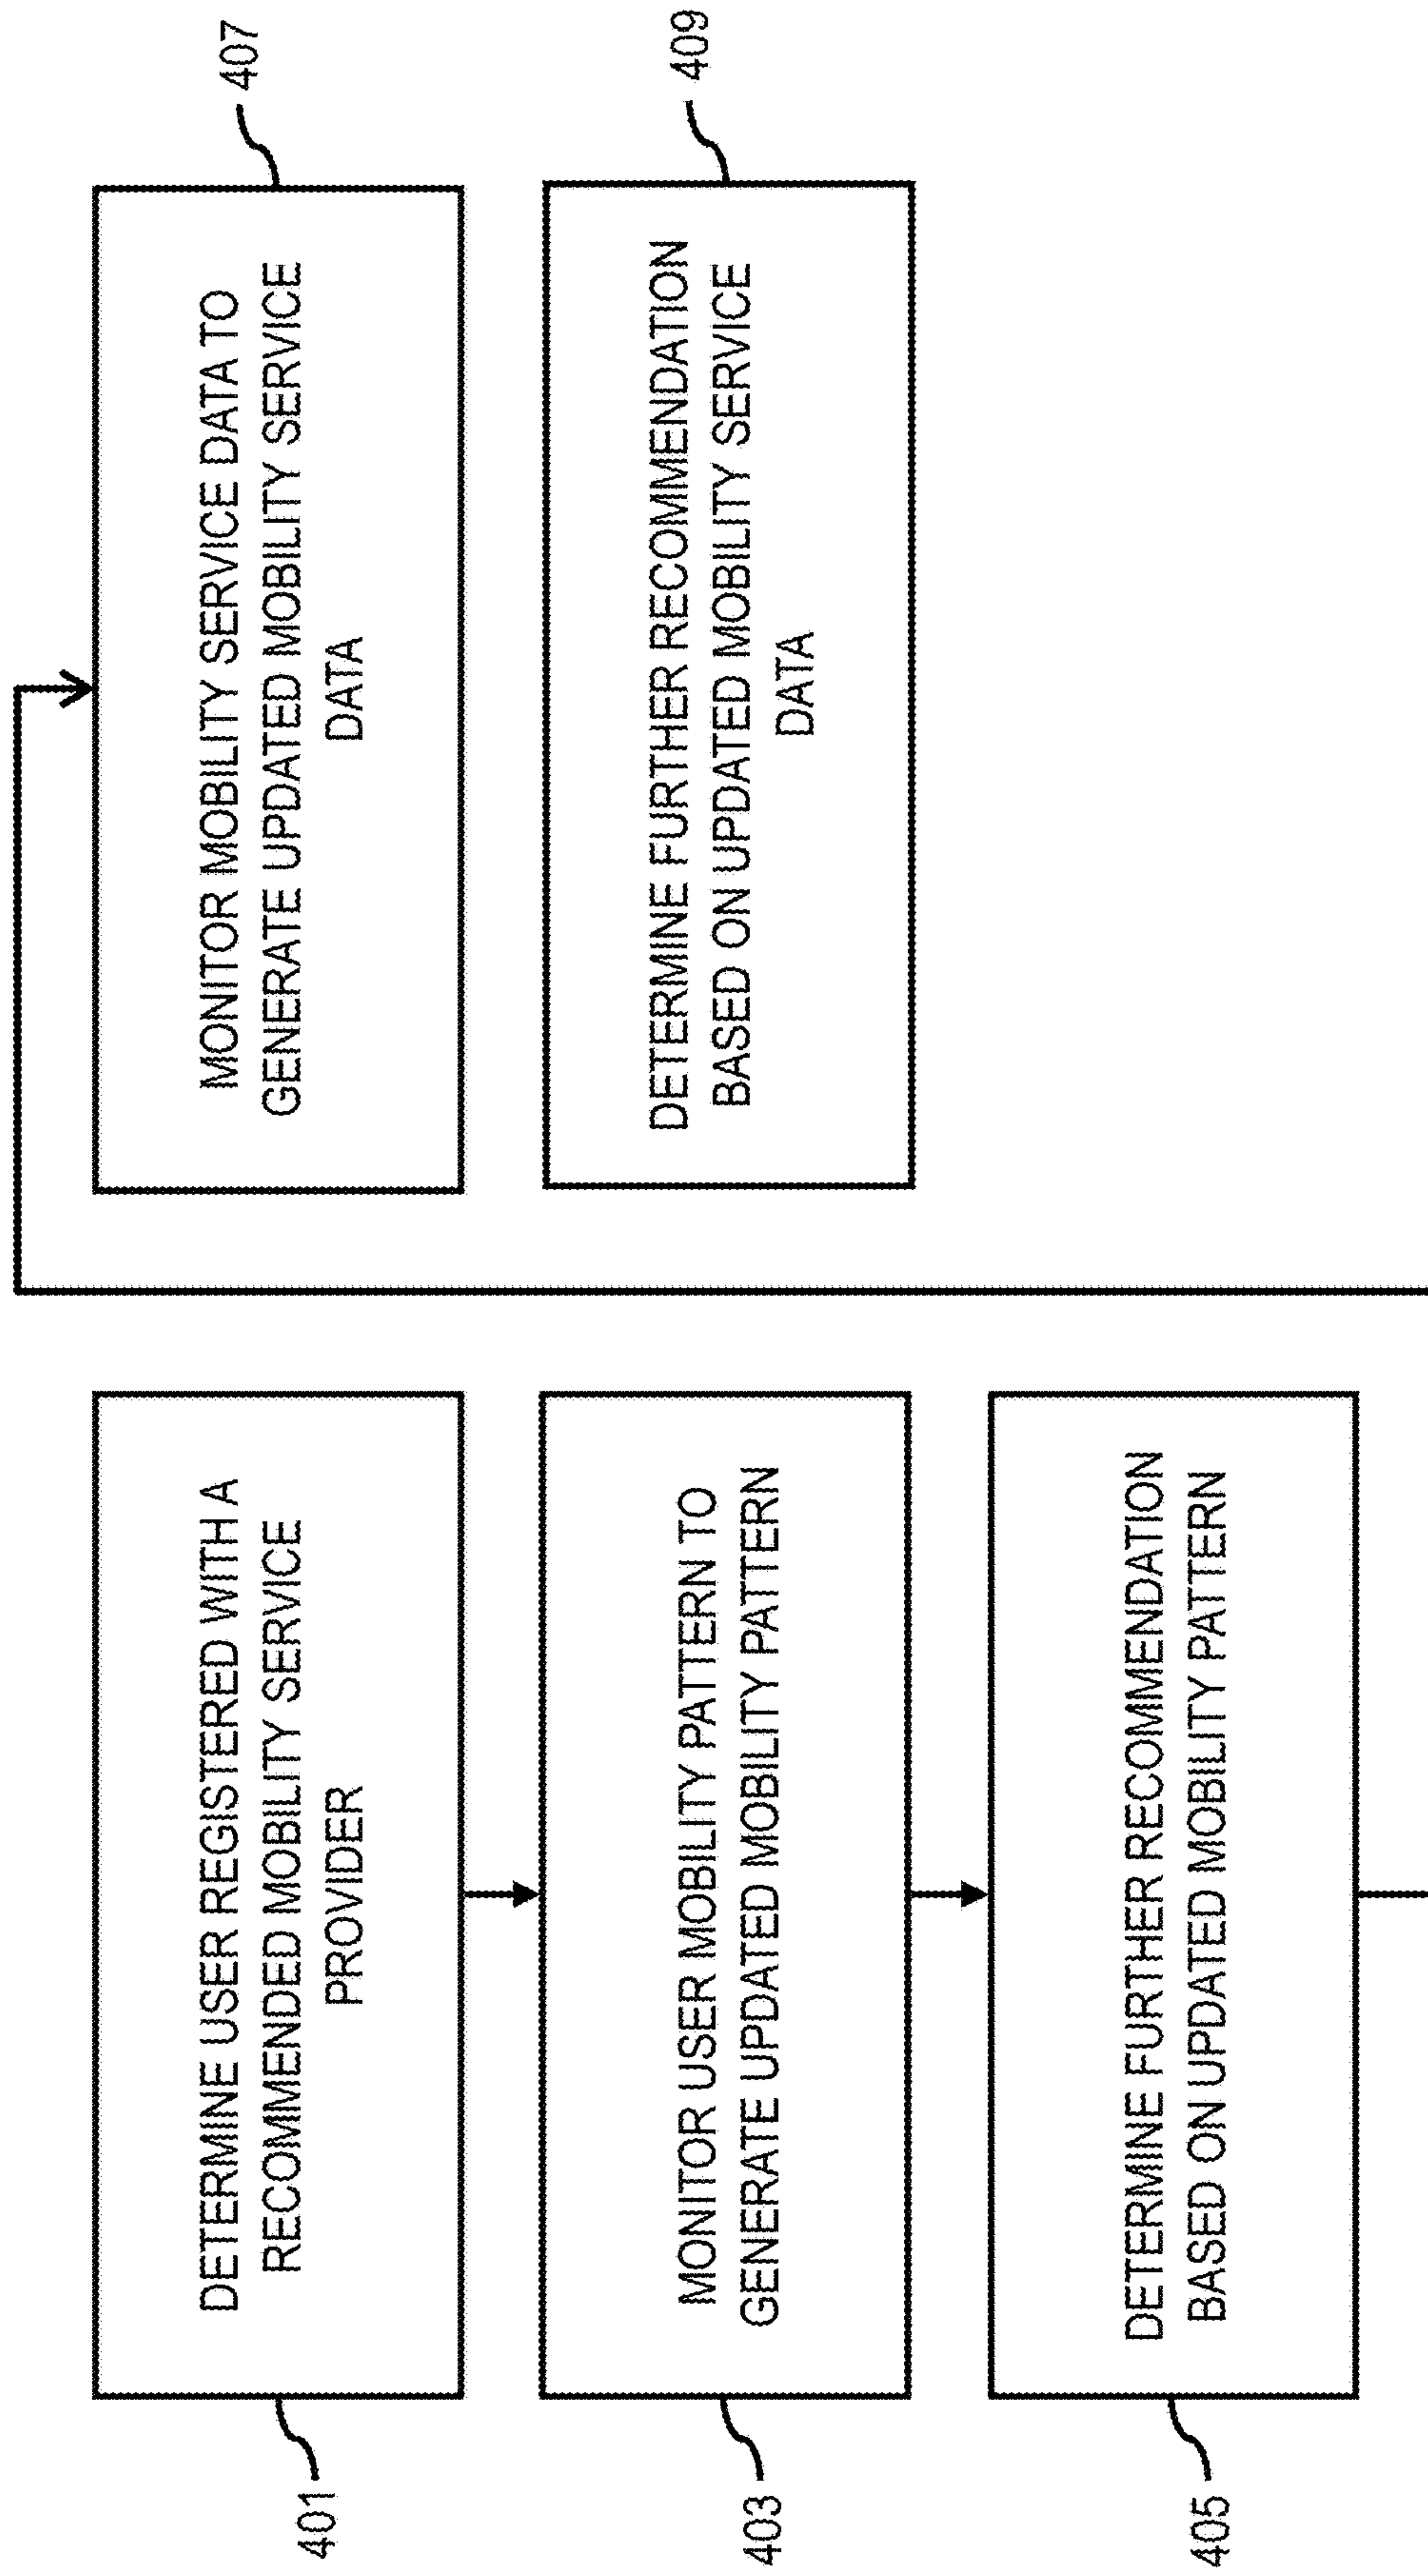 401
DETERMINE USER REGISTERED WITH A
RECOMMENDED MOBILITY SERVICE
PROVIDER
403
MONITOR USER MOBILITY PATTERN TO
GENERATE UPDATED MOBILITY PATTERN
405
DETERMINE FURTHER RECOMMENDATION
BASED ON UPDATED MOBILITY PATTERN
407
MONITOR MOBILITY SERVICE DATA TO
GENERATE UPDATED MOBILITY SERVICE
DATA
409
DETERMINE FURTHER RECOMMENDATION
BASED ON UPDATED MOBILITY SERVICE
DATA